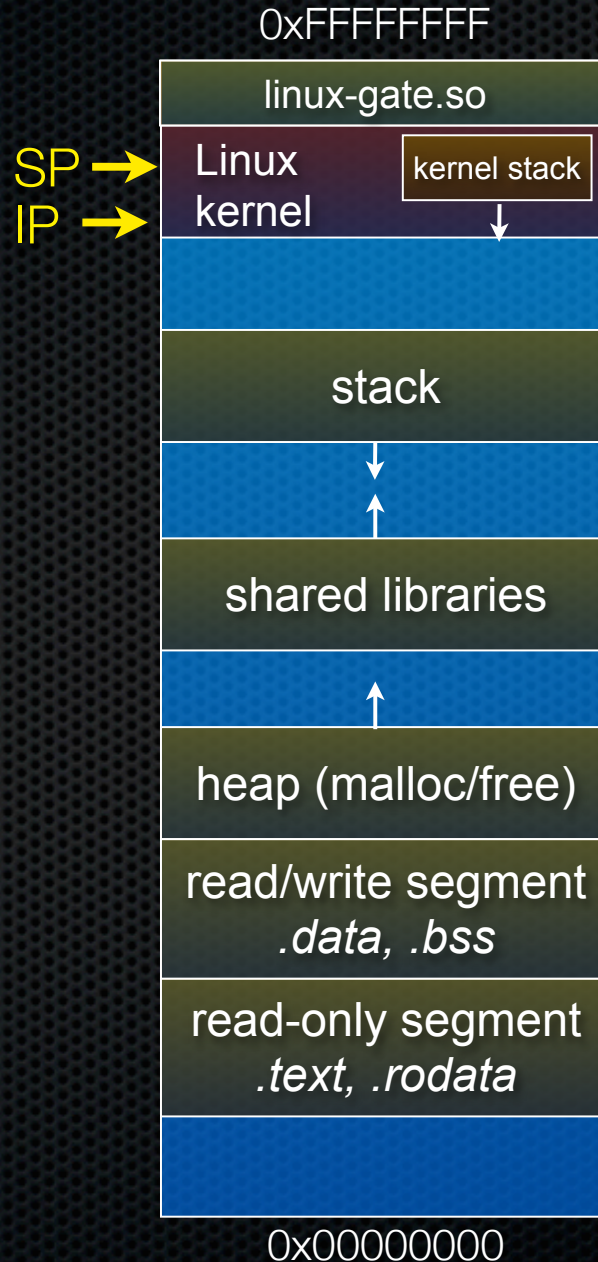 0xFFFFFFFF
linux-gate.so
SP
Linux
kernel
kernel stack
IP
stack
shared libraries
heap (malloc/free)
read/write segment
.data, .bss
read-only segment
.text, .rodata
0x00000000